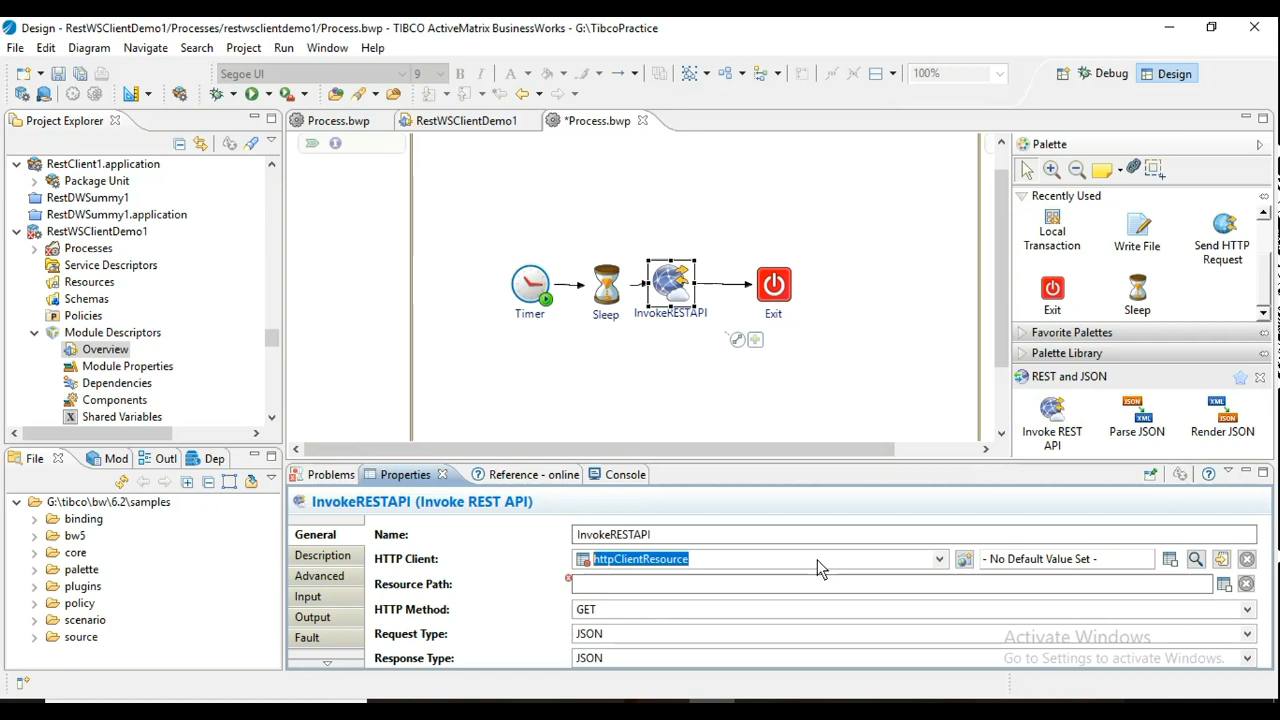 Design - RestWSClientDemo1/Processes/restwsclientdemo1/Process.bwp - TIBCO ActiveMatrix BusinessWorks - G:\TibcoPractice
File Edit Diagram Navigate Search Project Run Window Help
Segoe UI 9 B I A 100% Debug Design
Project Explorer
RestClient1.application
Package Unit
RestDWSummy1
RestDWSummy1.application
RestWSClientDemo1
Processes
Service Descriptors
Resources
Schemas
Policies
Module Descriptors
Overview
Module Properties
Dependencies
Components
Shared Variables
File Mod Outl Dep
G:\tibco\bw\6.2\samples
binding
bw5
core
palette
plugins
policy
scenario
source
Process.bwp RestWSClientDemo1 *Process.bwp
Timer Sleep InvokeRESTAPI Exit
Palette
Recently Used
Local Transaction
Write File
Send HTTP Request
Exit
Sleep
Favorite Palettes
Palette Library
REST and JSON
JSON XML XML JSON
Invoke REST API
Parse JSON
Render JSON
Problems Properties Reference - online Console
InvokeRESTAPI (Invoke REST API)
General
Description
Advanced
Input
Output
Fault
Name: InvokeRESTAPI
HTTP Client: httpClientResource - No Default Value Set -
Resource Path:
HTTP Method: GET
Request Type: JSON
Response Type: JSON
Activate Windows
Go to Settings to activate Windows.